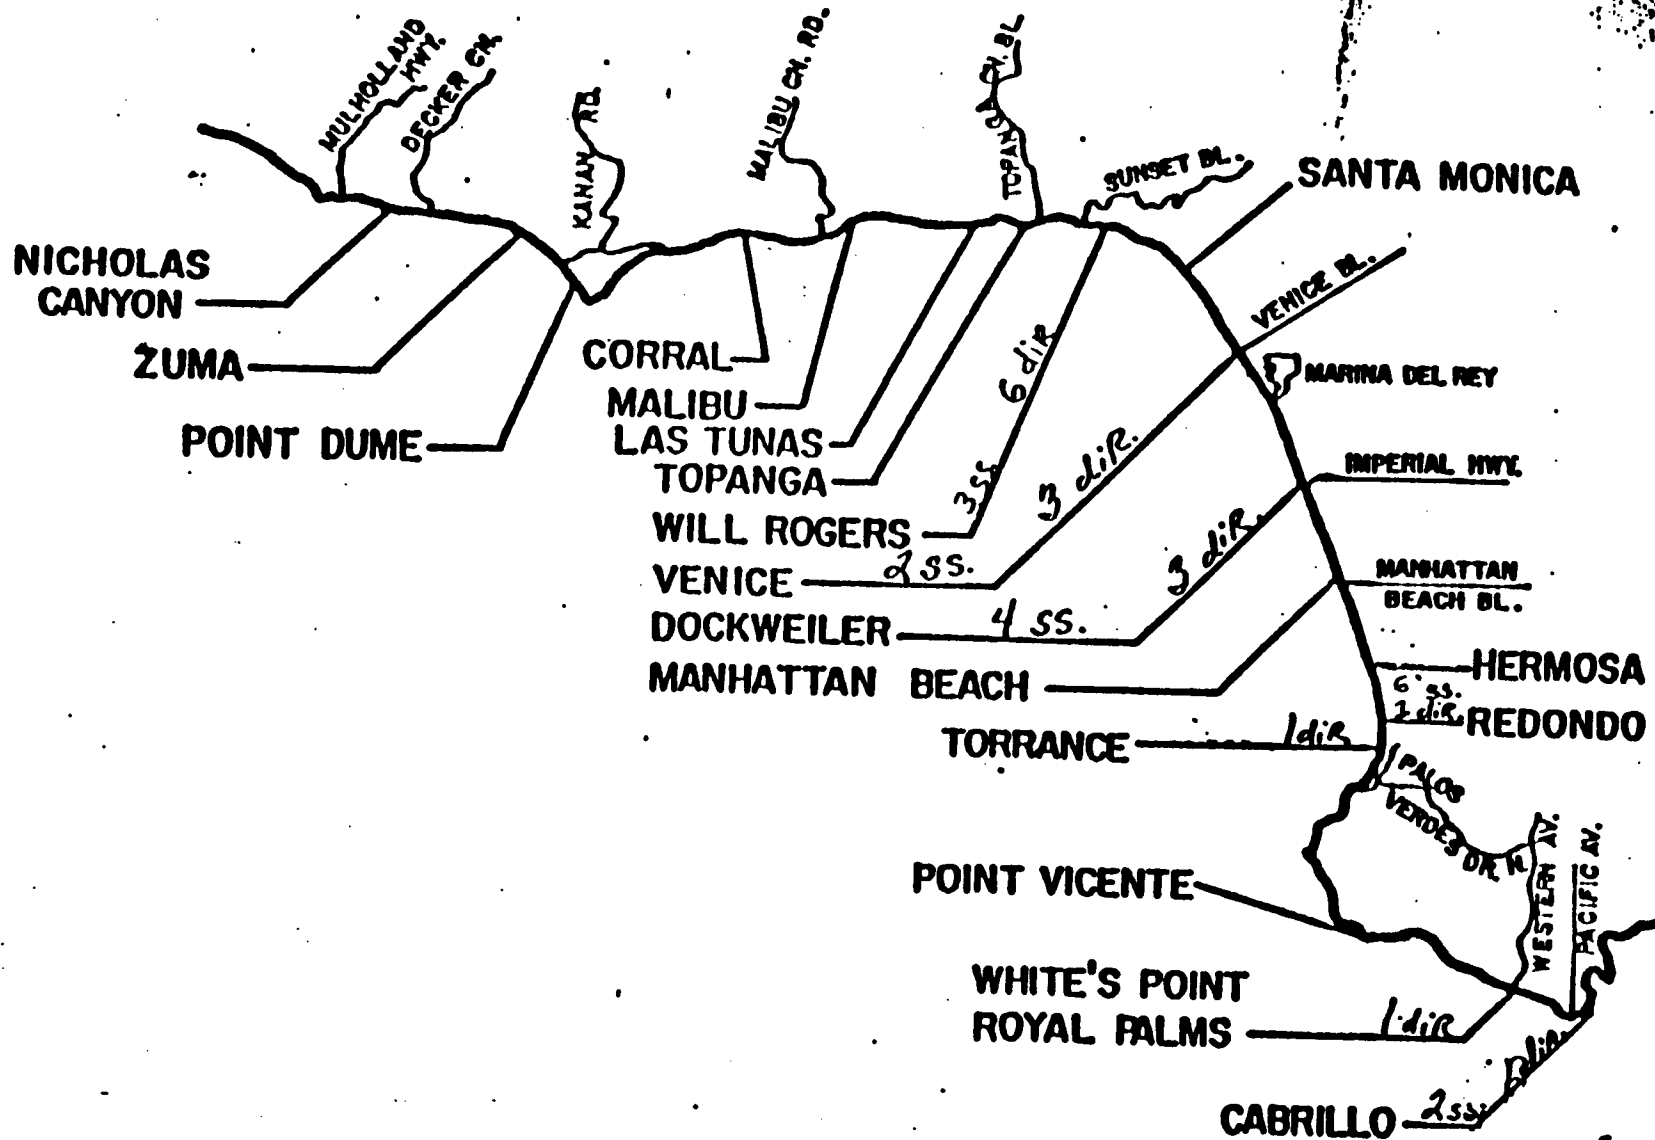 MULHOLLAND
HWY.
DECKER CN.
KANAN RD.
MALIBU CN. RD.
TOPANGA CN. BL
SUNSET BL.
SANTA MONICA
NICHOLAS
CANYON
VENICE BL.
ZUMA
CORRAL
6 diR
MARINA DEL REY
MALIBU
POINT DUME
LAS TUNAS
3 diR.
IMPERIAL HWY.
TOPANGA
3 SS
WILL ROGERS
3 diR.
VENICE 2 SS.
MANHATTAN
BEACH BL.
DOCKWEILER 4 SS.
HERMOSA
MANHATTAN BEACH
6 SS.
diR REDONDO
TORRANCE 1 diR
PALOS
VERDES DR. N.
WESTERN AV.
PACIFIC AV.
POINT VICENTE
WHITE'S POINT
ROYAL PALMS 1 diR
diR.
CABRILLO 2 SS